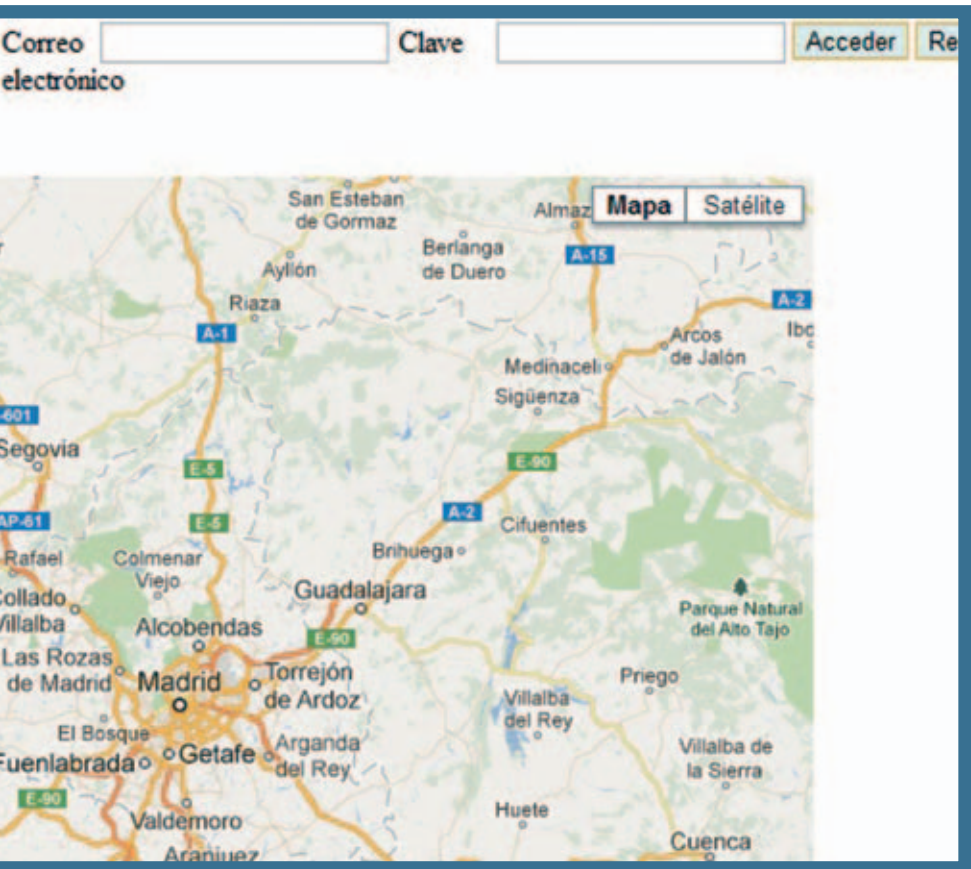 Correo Clave Acceder
electrónico
San Esteban
de Gormaz
Mapa Satélite
Berlanga
de Duero
A-15
Ayllón
Riaza
A-2
A-1
Arcos
de Jalón
Medinaceli
Sigüenza
-601
Segovia
E-5
E-90
A-2
AP-61
E-5
Cifuentes
Rafael
Colmenar
Viejo
Brihuega
Guadalajara
Collado
Villalba
Parque Natural
del Alto Tajo
Alcobendas
E-90
Las Rozas
de Madrid
Madrid
Torrejón
de Ardoz
Priego
Villalba
del Rey
El Bosque
Fuenlabrada
Getafe
Arganda
del Rey
Villalba de
la Sierra
E-90
Valdemoro
Huete
Cuenca
Aranjuez